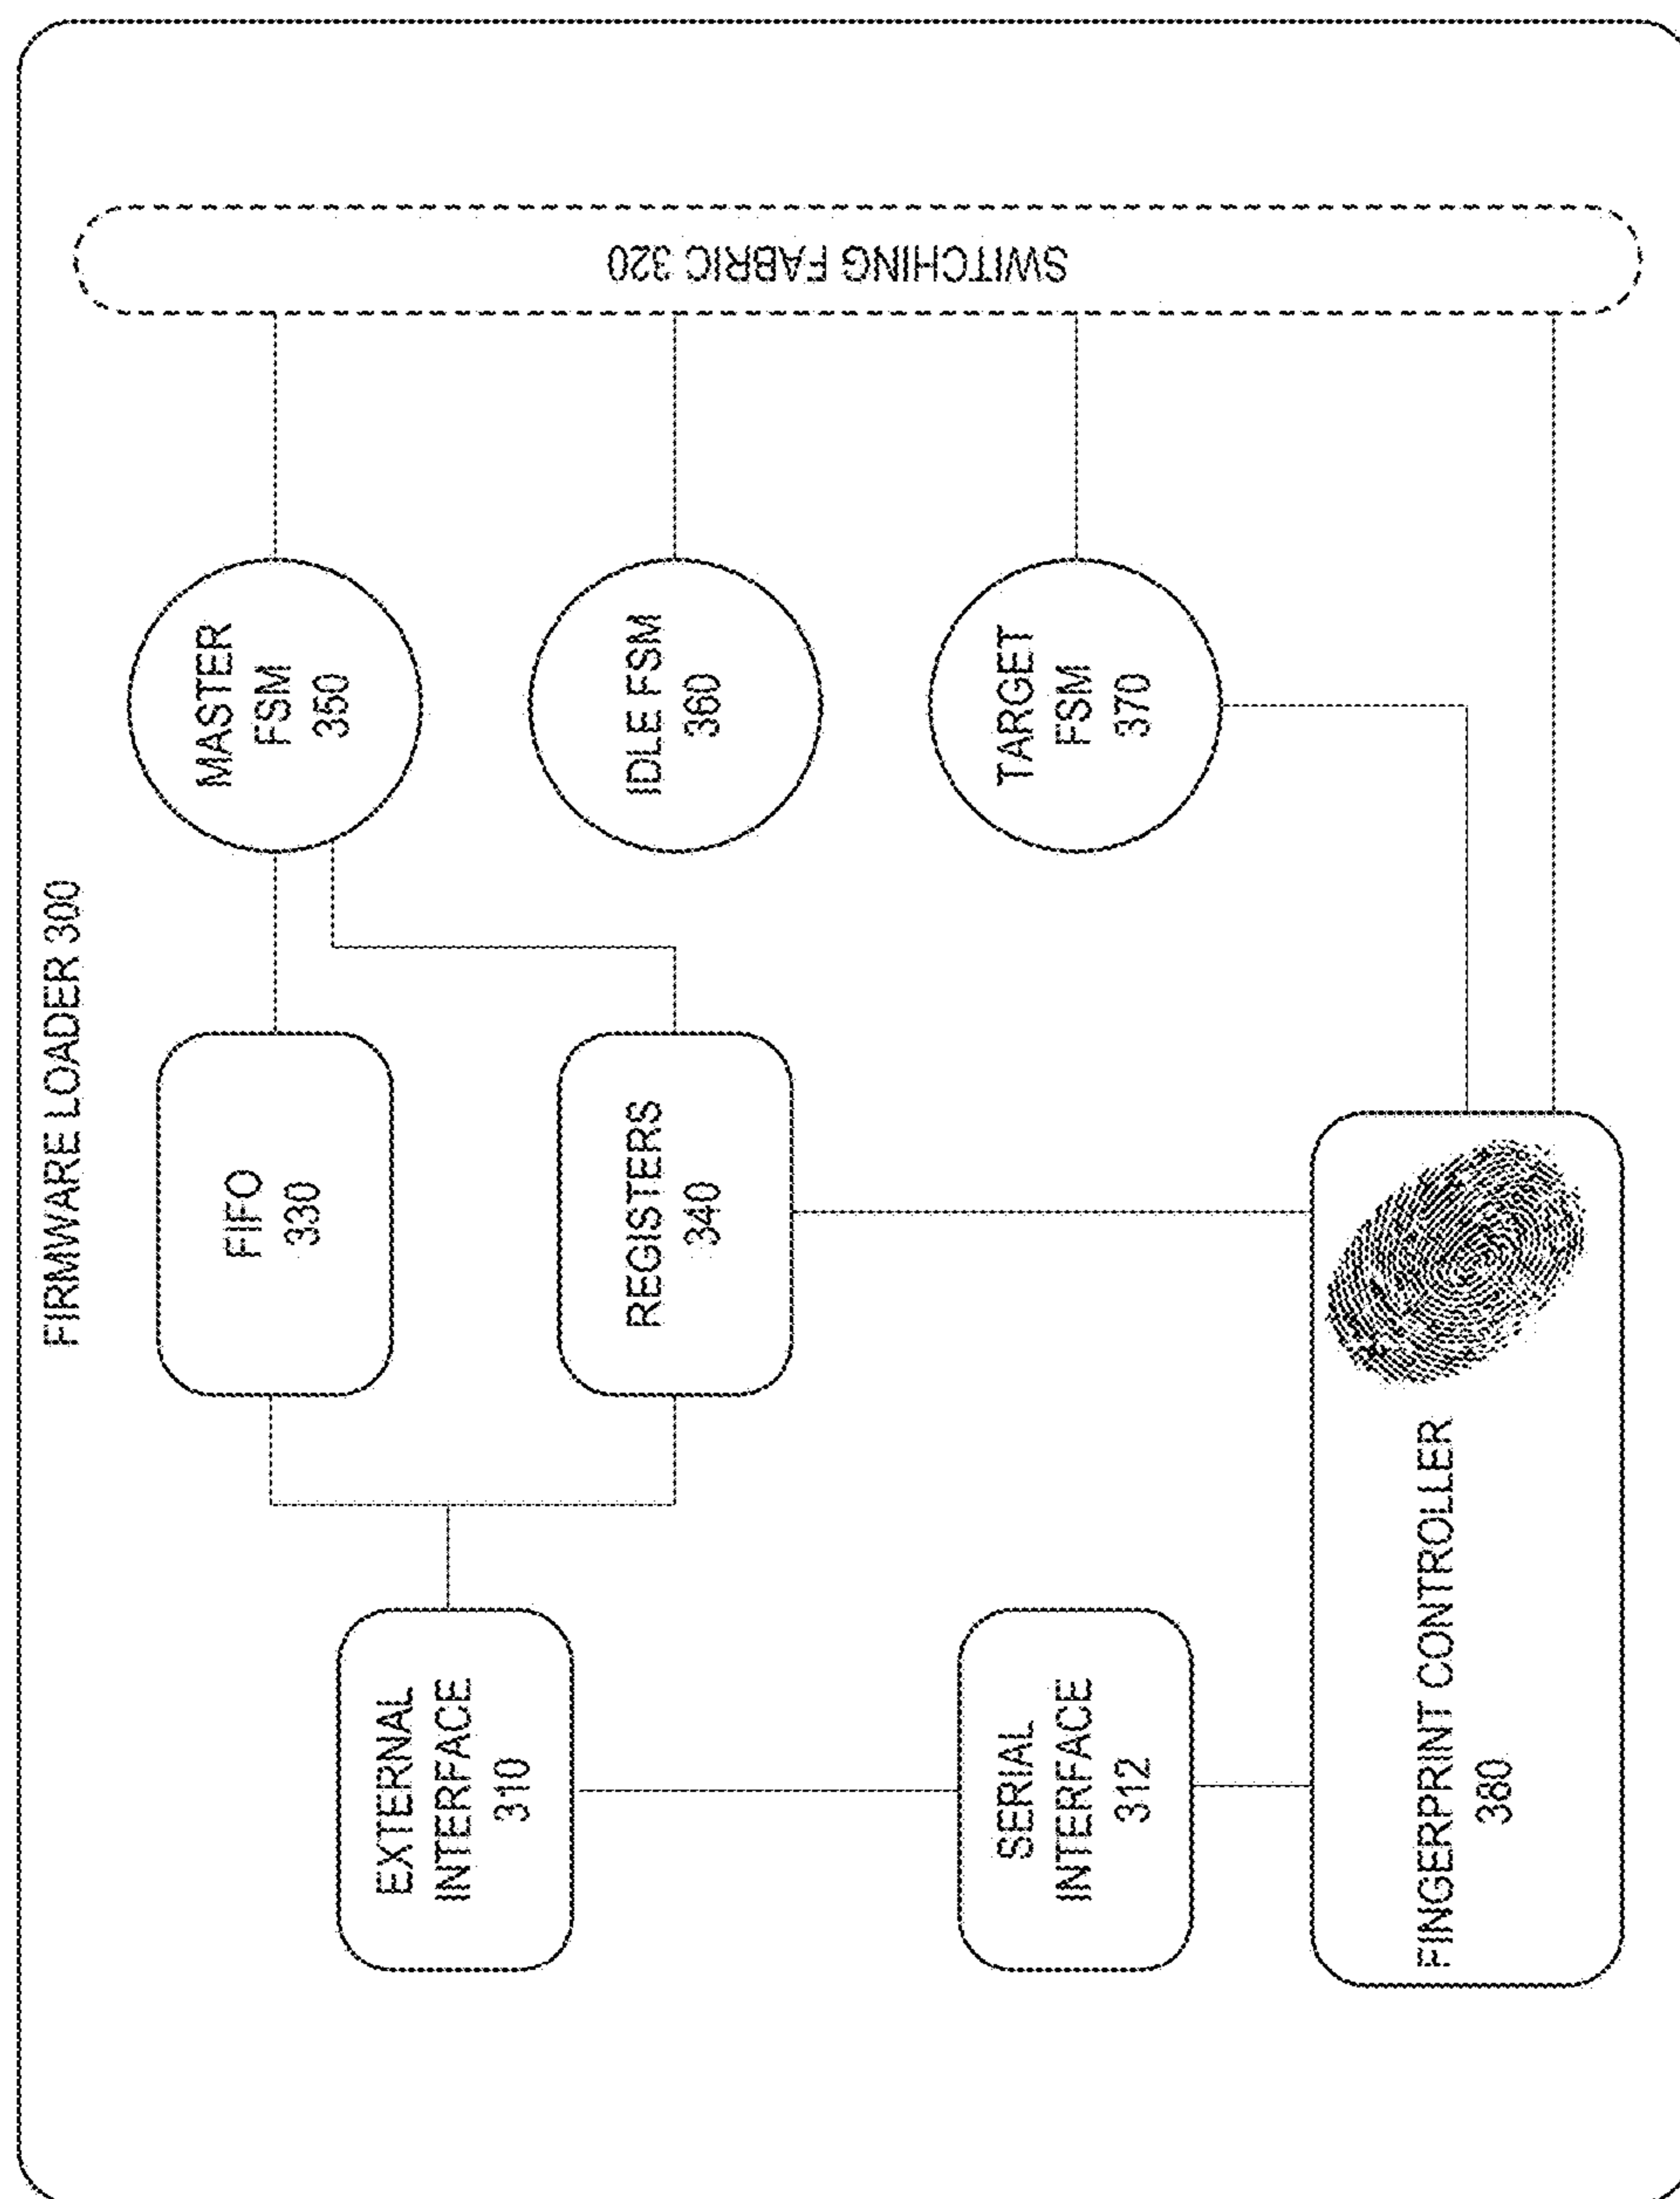 FIRMWARE LOADER 300
EXTERNAL
INTERFACE
310
FIFO
330
MASTER
FSM
350
REGISTERS
340
IDLE FSM
360
SERIAL
INTERFACE
312
TARGET
FSM
370
FINGERPRINT CONTROLLER
380
SWITCHING FABRIC 320